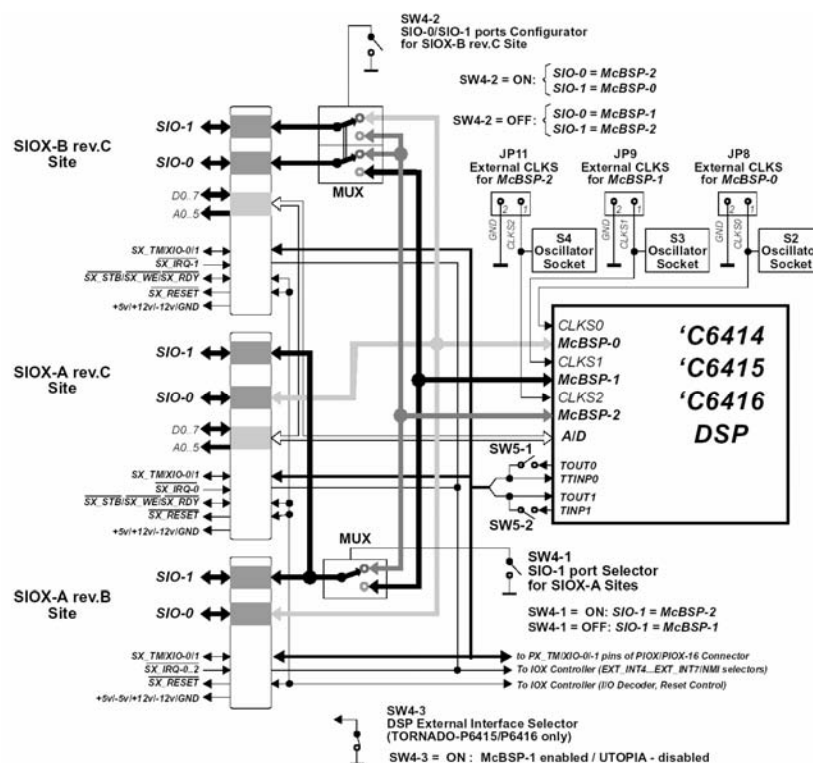 SW4-2
SIO-0/SIO-1 ports Configurator
for SIOX-B rev.C Site
SW4-2 = ON:
SIO-0 = McBSP-2
SIO-1 = McBSP-0
SW4-2 = OFF:
SIO-0 = McBSP-1
SIO-1 = McBSP-2
SIOX-B rev.C
Site
SIO-1
SIO-0
D0..7
A0..5
SX_TM/XIO-0/1
SX_IRQ-1
SX_STB/SX_WE/SX_RDY
SX_RESET
+5v/+12v/-12v/GND
MUX
JP11
External CLKS
for McBSP-2
JP9
External CLKS
for McBSP-1
JP8
External CLKS
for McBSP-0
2 1
2 1
2 1
GND
CLKS2
GND
CLKS1
GND
CLKS0
S4
Oscillator
Socket
S3
Oscillator
Socket
S2
Oscillator
Socket
SIOX-A rev.C
Site
SIO-1
SIO-0
D0..7
A0..5
SX_TM/XIO-0/1
SX_IRQ-0
SX_STB/SX_WE/SX_RDY
SX_RESET
+5v/+12v/-12v/GND
CLKS0
McBSP-0
CLKS1
McBSP-1
CLKS2
McBSP-2
A/D
TOUT0
TTINP0
TOUT1
TINP1
'C6414
'C6415
'C6416
DSP
SW5-1
SW5-2
SIOX-A rev.B
Site
SIO-1
SIO-0
SX_TM/XIO-0/1
SX_IRQ-0..2
SX_RESET
+5v/-5v/+12v/-12v/GND
MUX
SW4-1
SIO-1 port Selector
for SIOX-A Sites
SW4-1 = ON: SIO-1 = McBSP-2
SW4-1 = OFF: SIO-1 = McBSP-1
to PX_TM/XIO-0/-1 pins of PIOX/PIOX-16 Connector
To IOX Controller (EXT_INT4...EXT_INT7/NMI selectors)
To IOX Controller (I/O Decoder, Reset Control)
SW4-3
DSP External Interface Selector
(TORNADO-P6415/P6416 only)
SW4-3 = ON : McBSP-1 enabled / UTOPIA - disabled